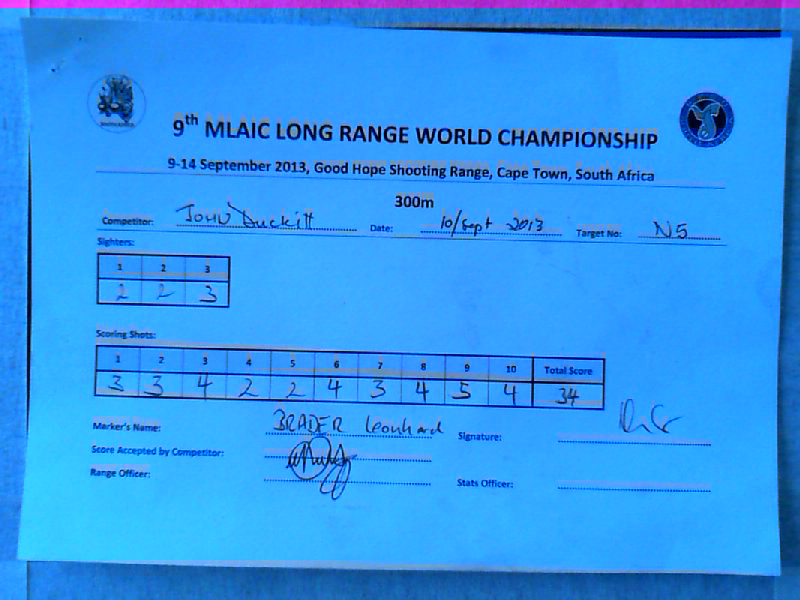 9th MLAIC LONG RANGE WORLD CHAMPIONSHIP
9-14 September 2013, Good Hope Shooting Range, Cape Town, South Africa
300m
Competitor: John Duckitt Date: 10/Sept 2013 Target No: N5
Sighters:
1 2 3
2 2 3
Scoring Shots:
1 2 3 4 5 6 7 8 9 10 Total Score
3 3 4 2 2 4 3 4 5 4 34
Marker's Name: BRADER Leonhard Signature:
Score Accepted by Competitor:
Range Officer: Stats Officer: